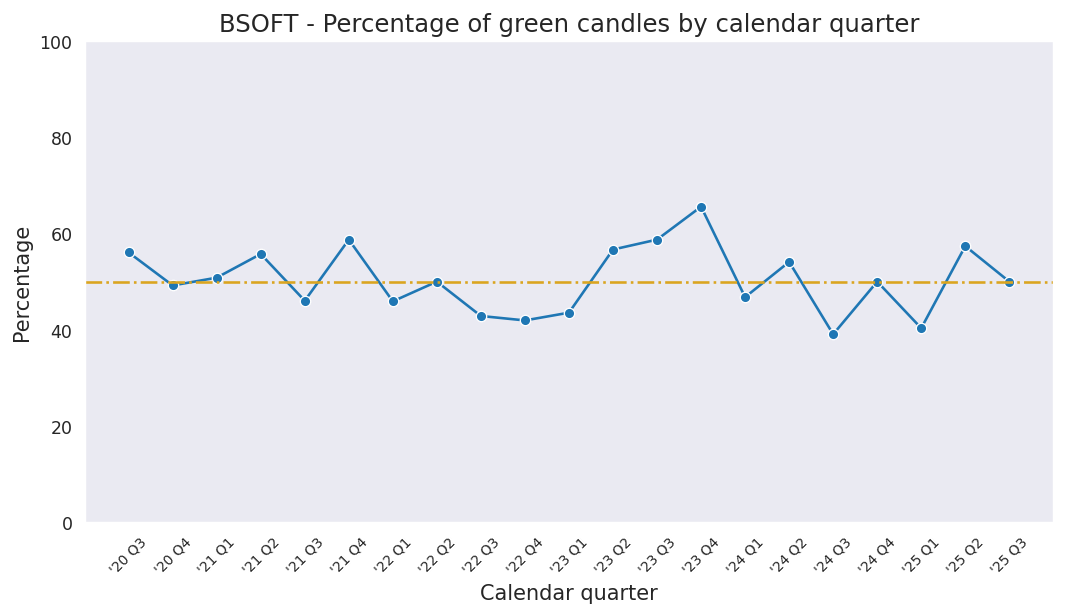 BSOFT - Percentage of green candles by calendar quarter
100
80
60
40
20
0
Percentage
'20 Q3
'20 Q4
'21 Q1
'21 Q2
'21 Q3
'21 Q4
'22 Q1
'22 Q2
'22 Q3
'22 Q4
'23 Q1
'23 Q2
'23 Q3
'23 Q4
'24 Q1
'24 Q2
'24 Q3
'24 Q4
'25 Q1
'25 Q2
'25 Q3
Calendar quarter